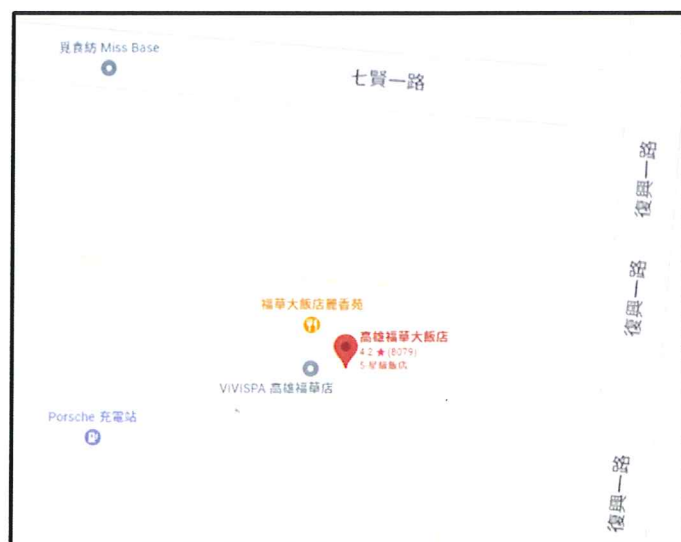 覓食紡 Miss Base
七賢一路
復興一路
復興一路
福華大飯店麗香苑
高雄福華大飯店
4.2 ★ (8079)
5 星級飯店
ViVISPA 高雄福華店
Porsche 充電站
復興一路